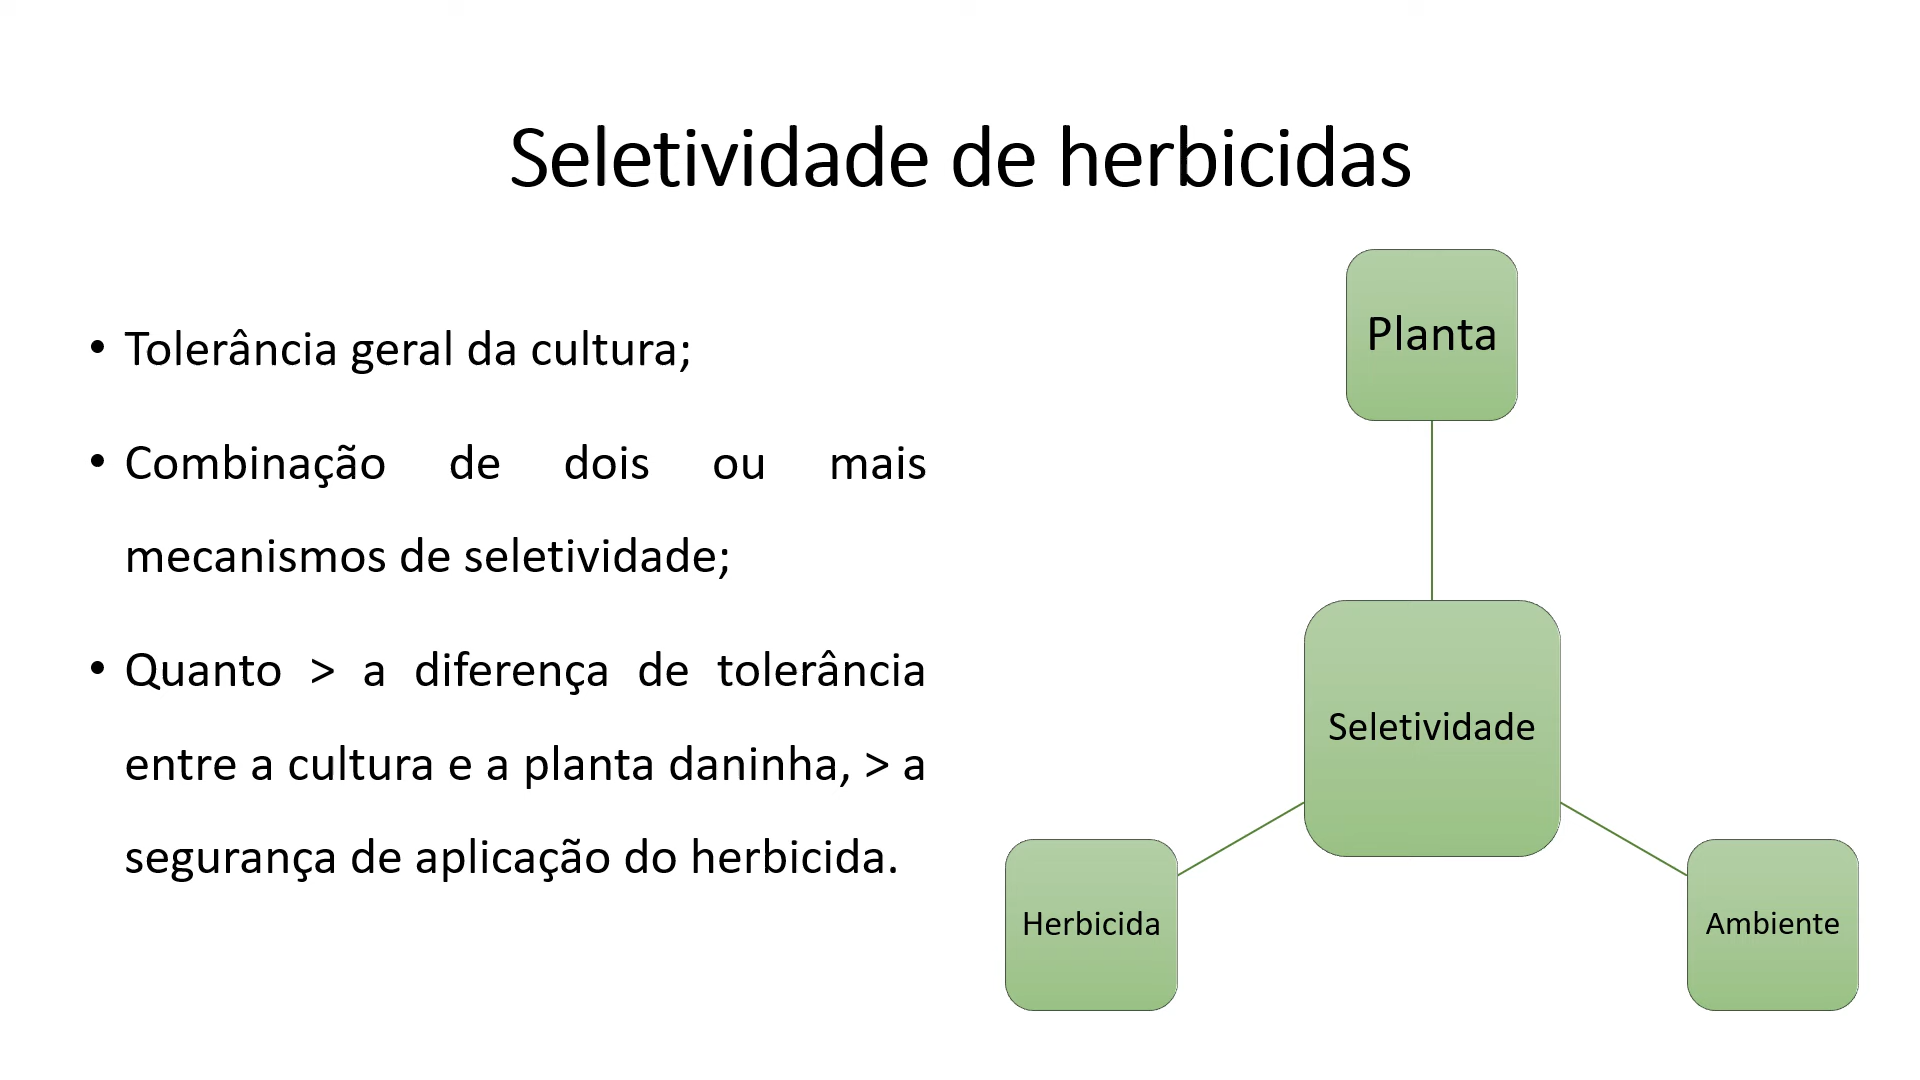 Seletividade de herbicidas
• Tolerância geral da cultura;
• Combinação de dois ou mais
mecanismos de seletividade;
• Quanto > a diferença de tolerância
entre a cultura e a planta daninha, > a
segurança de aplicação do herbicida.
Planta
Seletividade
Herbicida
Ambiente